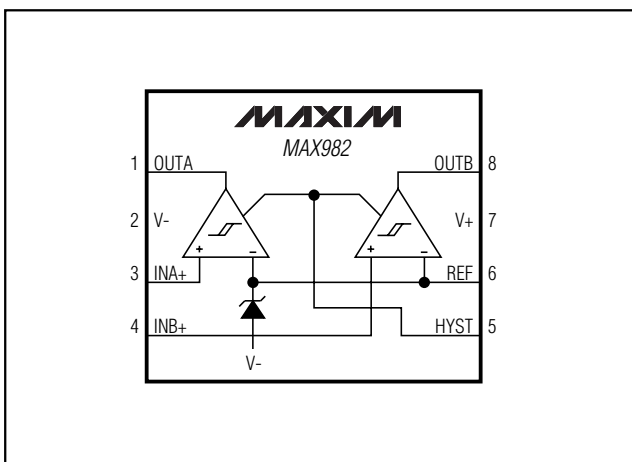 MAXIM
MAX982
1 OUTA
OUTB 8
2 V-
V+ 7
+ -
+ -
3 INA+
REF 6
4 INB+
HYST 5
V-